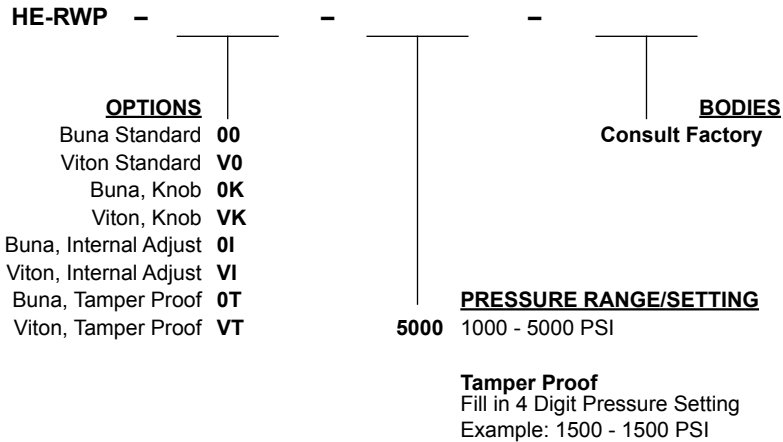 HE-RWP – – –
OPTIONS
Buna Standard 00
Viton Standard V0
Buna, Knob 0K
Viton, Knob VK
Buna, Internal Adjust 0I
Viton, Internal Adjust VI
Buna, Tamper Proof 0T
Viton, Tamper Proof VT
PRESSURE RANGE/SETTING
5000 1000 - 5000 PSI
Tamper Proof
Fill in 4 Digit Pressure Setting
Example: 1500 - 1500 PSI
BODIES
Consult Factory